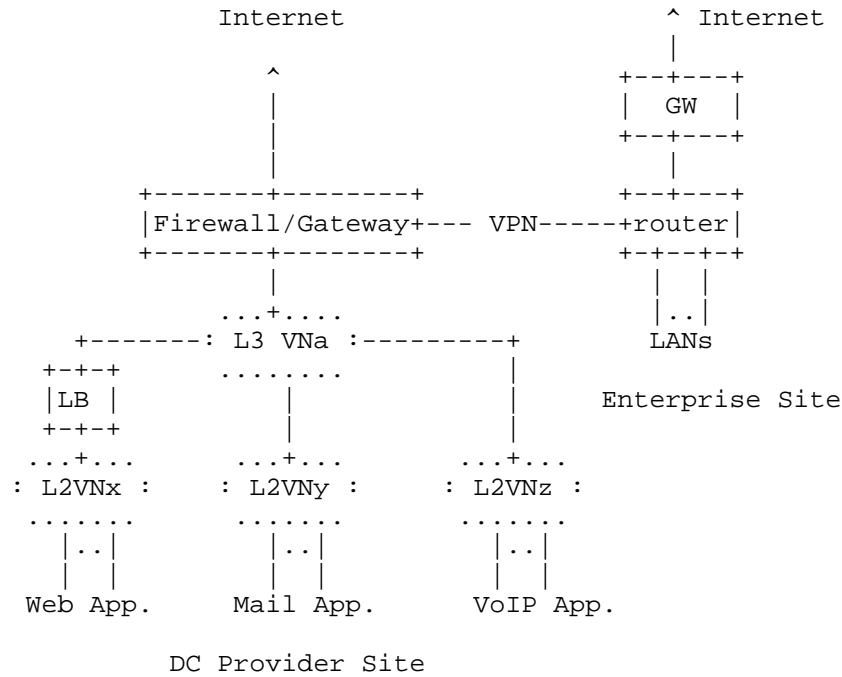 Internet ^ Internet
GW
Firewall/Gateway+--- VPN-----+router
L3 VNa
LANs
LB Enterprise Site
: L2VNx : : L2VNy : : L2VNz :
Web App. Mail App. VoIP App.
DC Provider Site